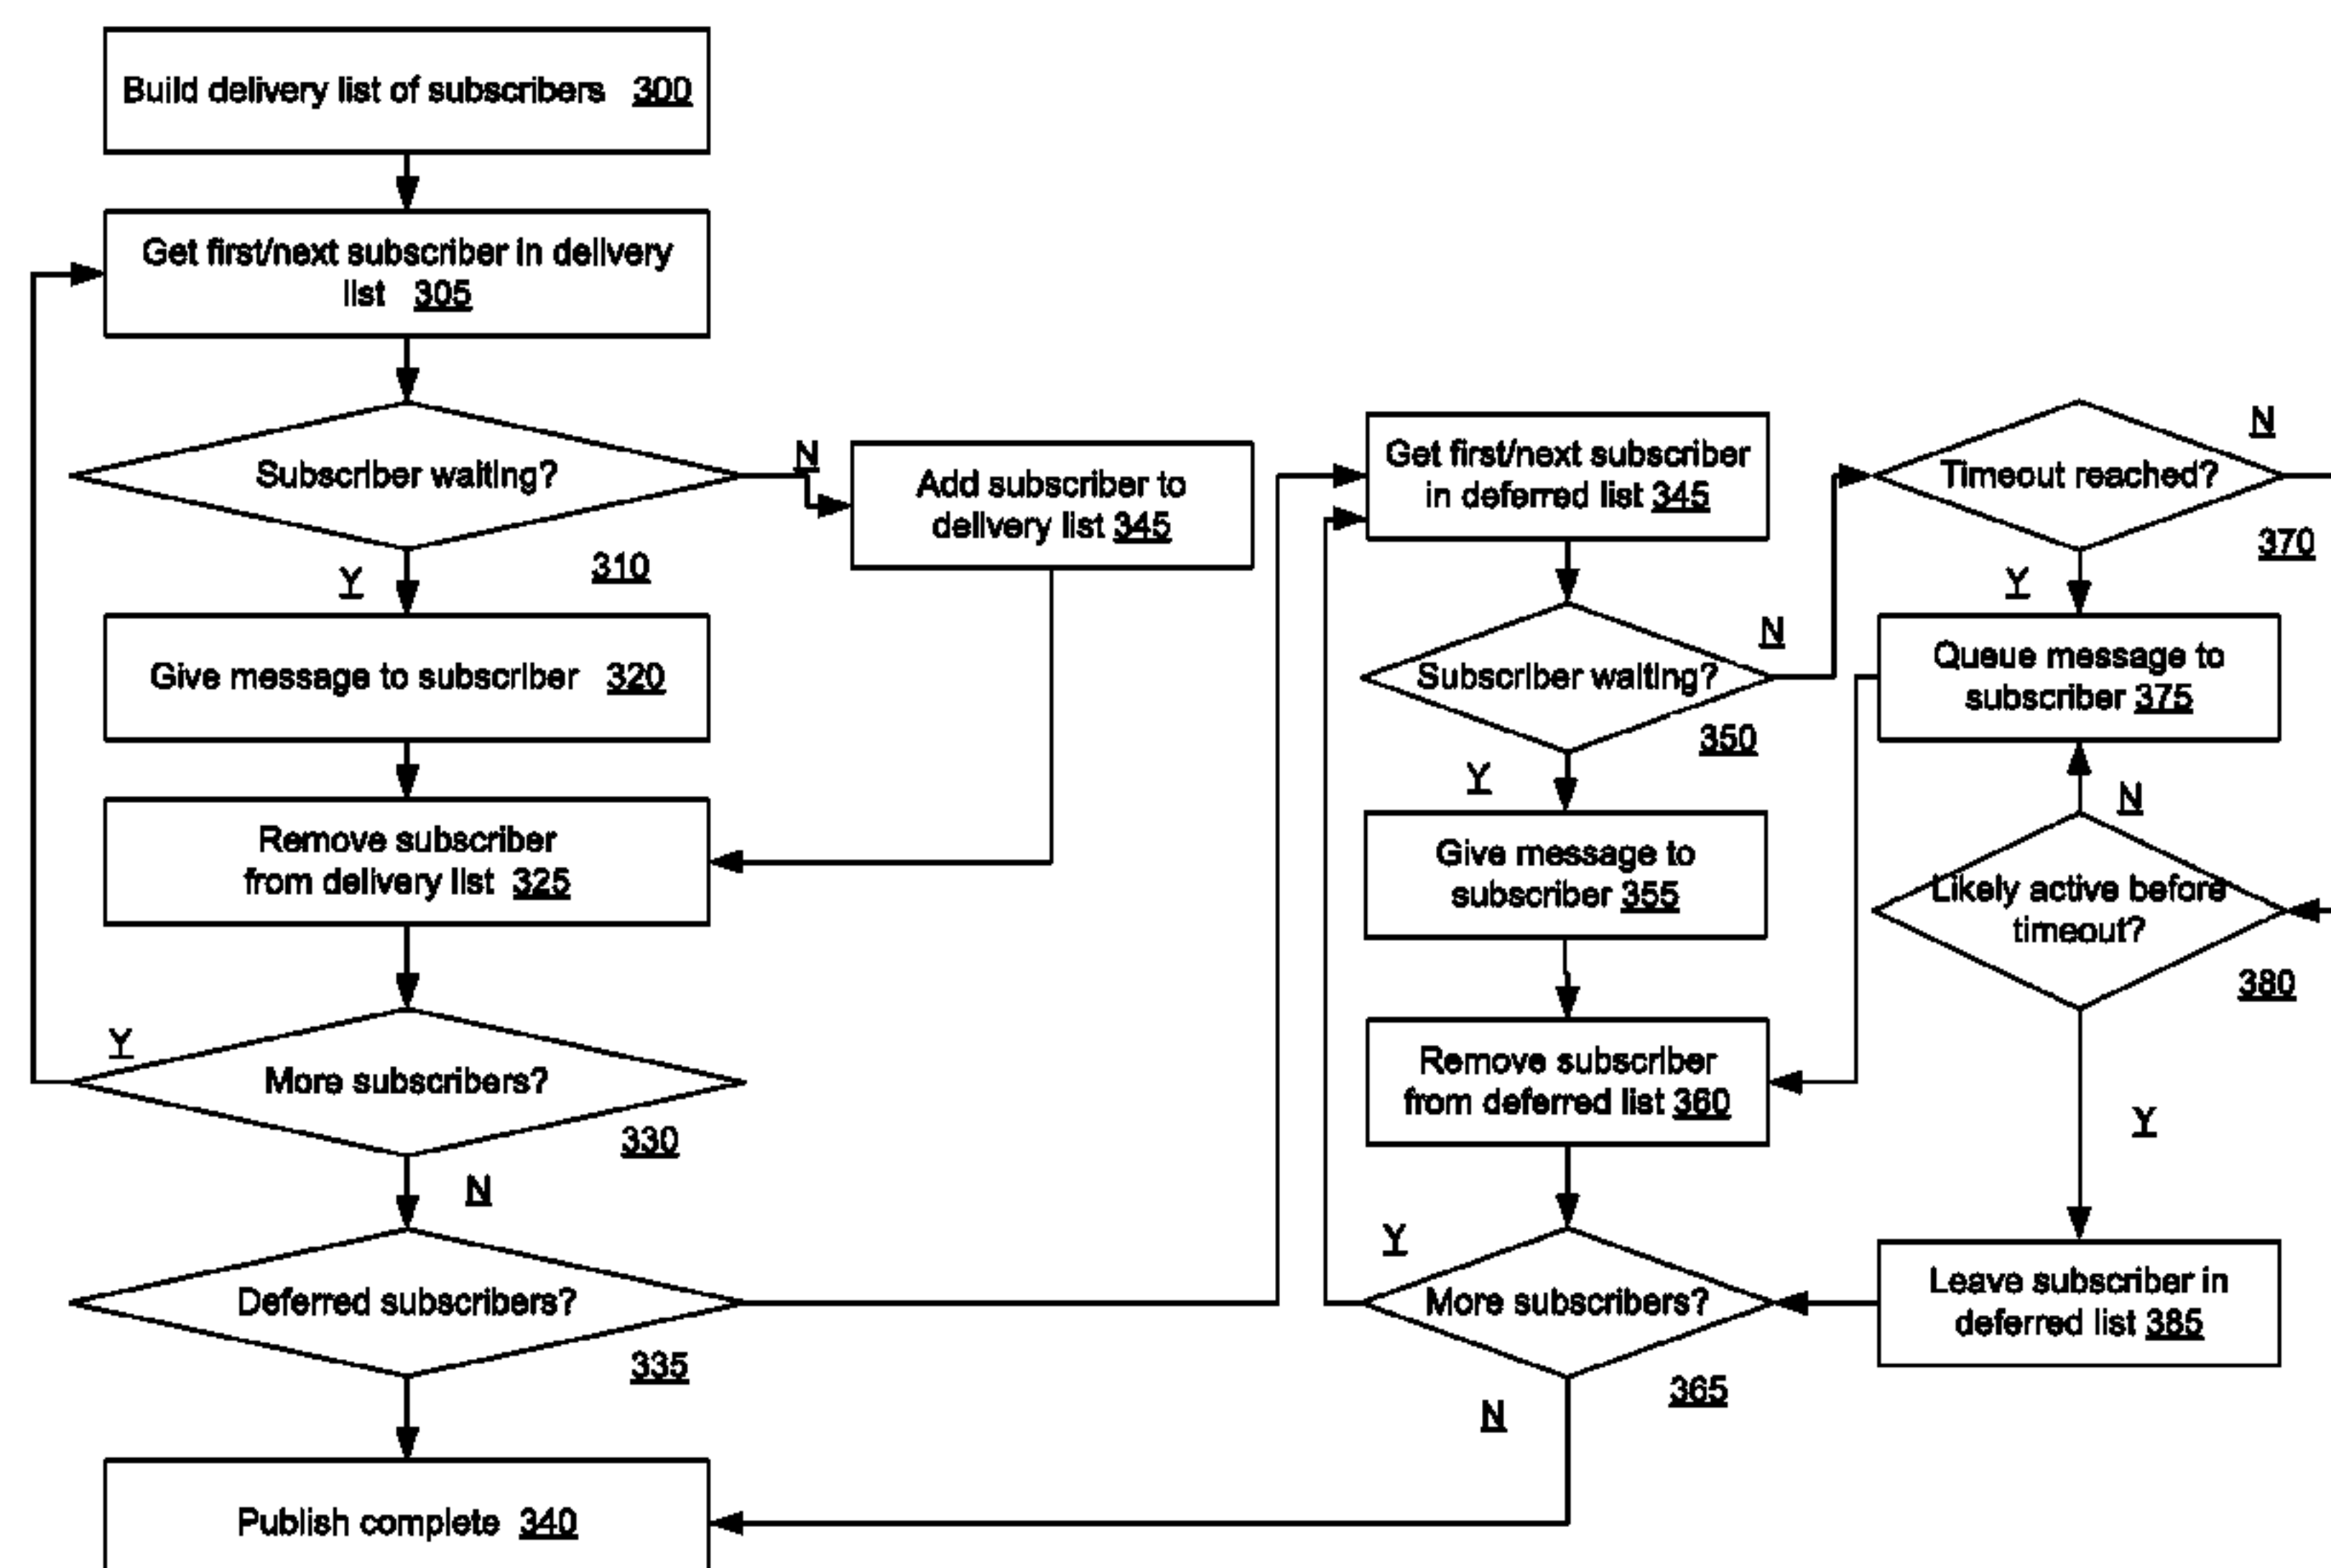 Build delivery list of subscribers 300
Get first/next subscriber in delivery
list 305
Subscriber waiting?
310
N
Y
Add subscriber to
delivery list 345
Give message to subscriber 320
Remove subscriber
from delivery list 325
More subscribers?
330
Y
N
Deferred subscribers?
335
Publish complete 340
Get first/next subscriber
in deferred list 345
Subscriber waiting?
350
N
Y
Give message to
subscriber 355
Remove subscriber
from deferred list 360
More subscribers?
365
Y
N
Timeout reached?
370
N
Y
Queue message to
subscriber 375
N
Likely active before
timeout?
380
Y
Leave subscriber in
deferred list 385